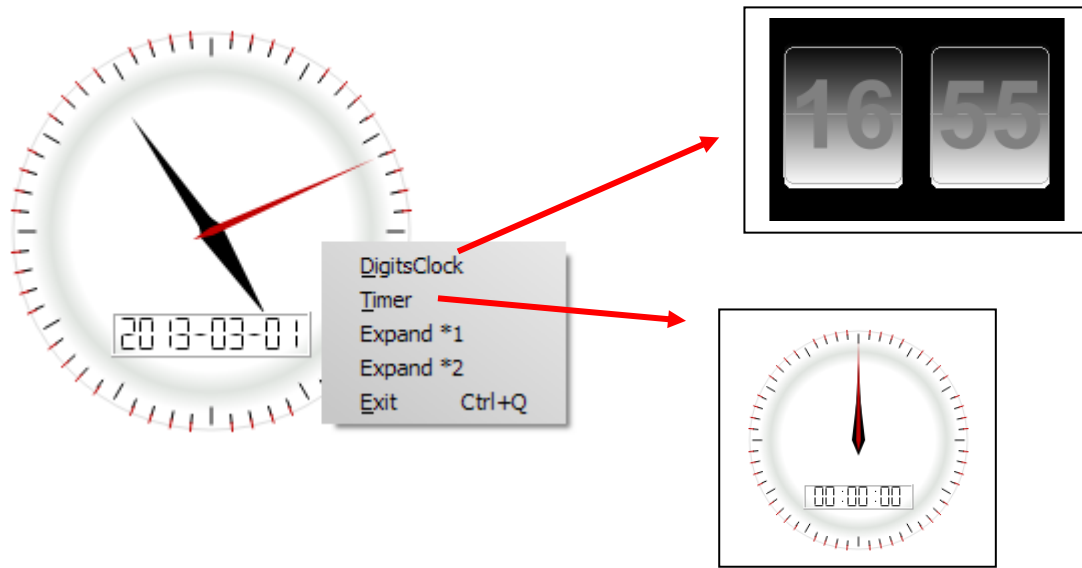 2013-03-01
DigitsClock
Timer
Expand *1
Expand *2
Exit Ctrl+Q
16 55
00:00:00